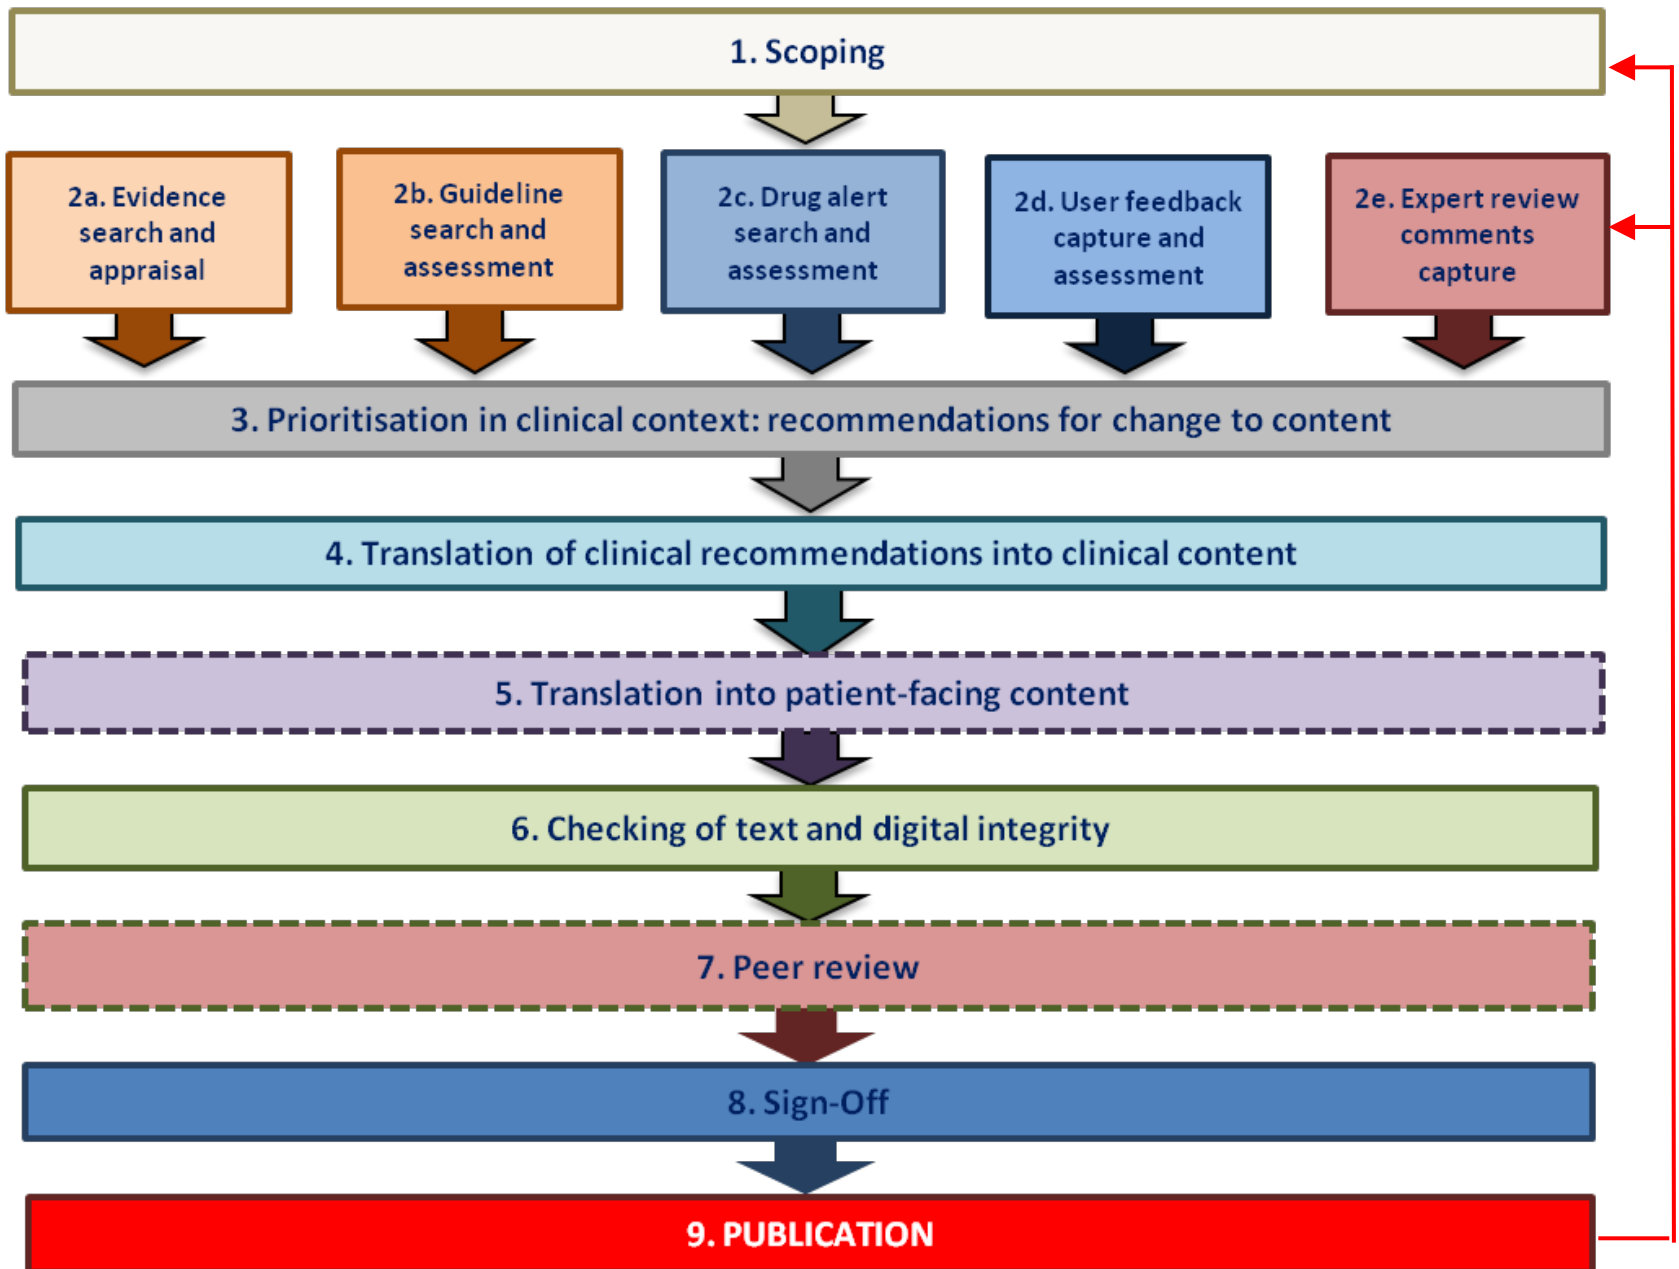 1. Scoping
2a. Evidence
search and
appraisal
2b. Guideline
search and
assessment
2c. Drug alert
search and
assessment
2d. User feedback
capture and
assessment
2e. Expert review
comments
capture
3. Prioritisation in clinical context: recommendations for change to content
4. Translation of clinical recommendations into clinical content
5. Translation into patient-facing content
6. Checking of text and digital integrity
7. Peer review
8. Sign-Off
9. PUBLICATION